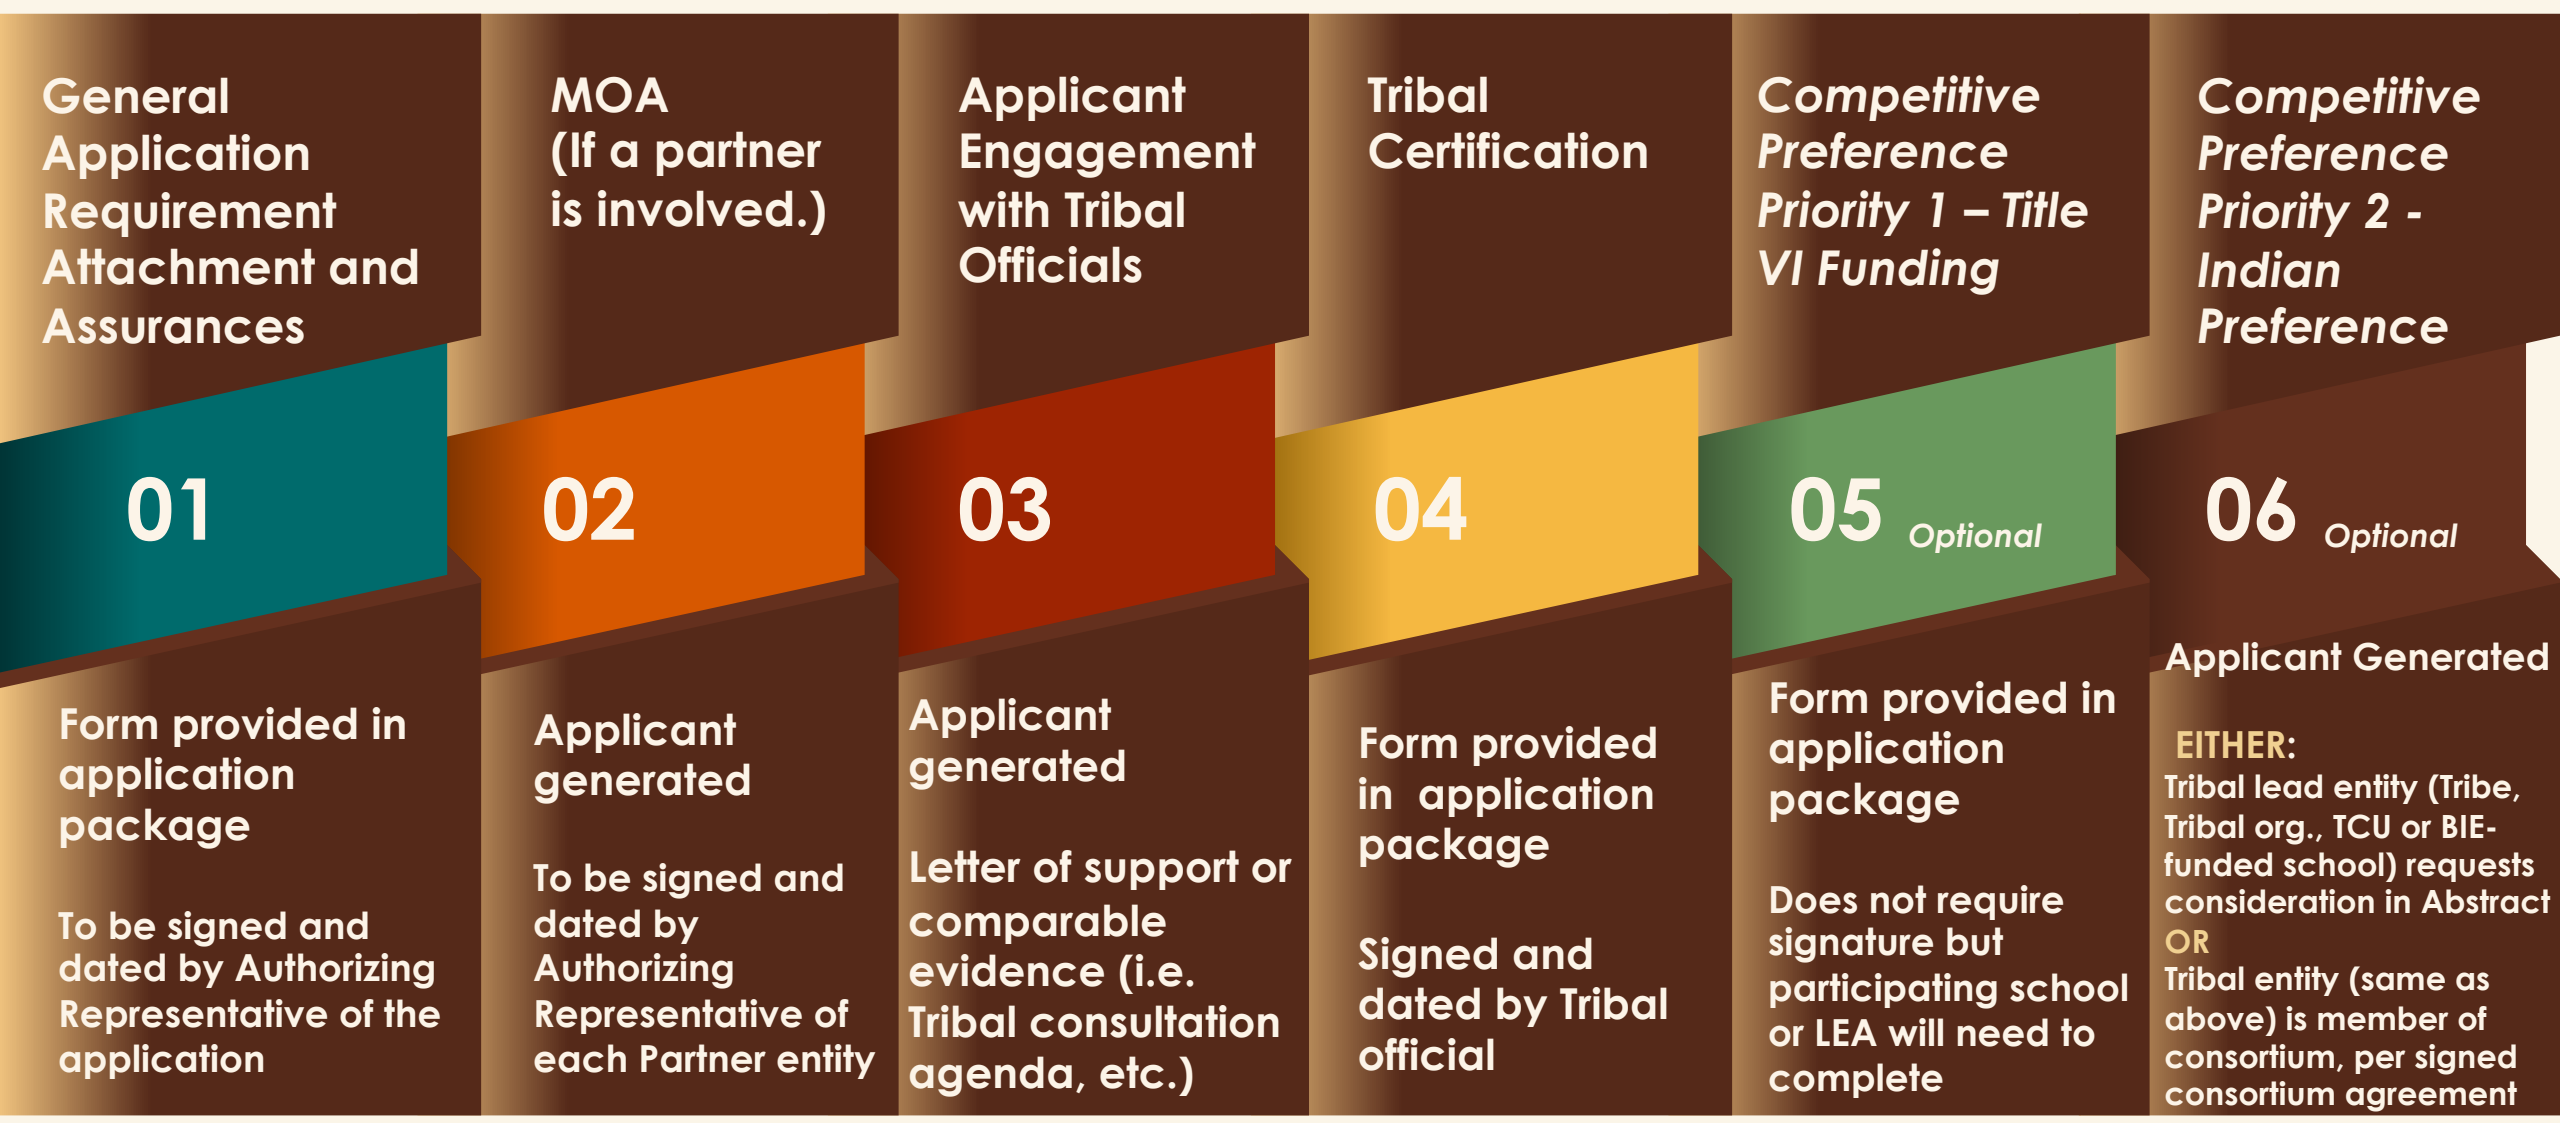 General
Application
Requirement
Attachment and
Assurances
01
Form provided in
application
package
To be signed and
dated by Authorizing
Representative of the
application
MOA
(If a partner
is involved.)
02
Applicant
generated
To be signed and
dated by
Authorizing
Representative of
each Partner entity
Applicant
Engagement
with Tribal
Officials
03
Applicant
generated
Letter of support or
comparable
evidence (i.e.
Tribal consultation
agenda, etc.)
Tribal
Certification
04
Form provided
in  application
package
Signed and
dated by Tribal
official
Competitive
Preference
Priority 1 – Title
VI Funding
05 Optional
Form provided in
application
package
Does not require
signature but
participating school
or LEA will need to
complete
Competitive
Preference
Priority 2 -
Indian
Preference
06 Optional
Applicant Generated
EITHER:
Tribal lead entity (Tribe,
Tribal org., TCU or BIE-
funded school) requests
consideration in Abstract
OR
Tribal entity (same as
above) is member of
consortium, per signed
consortium agreement